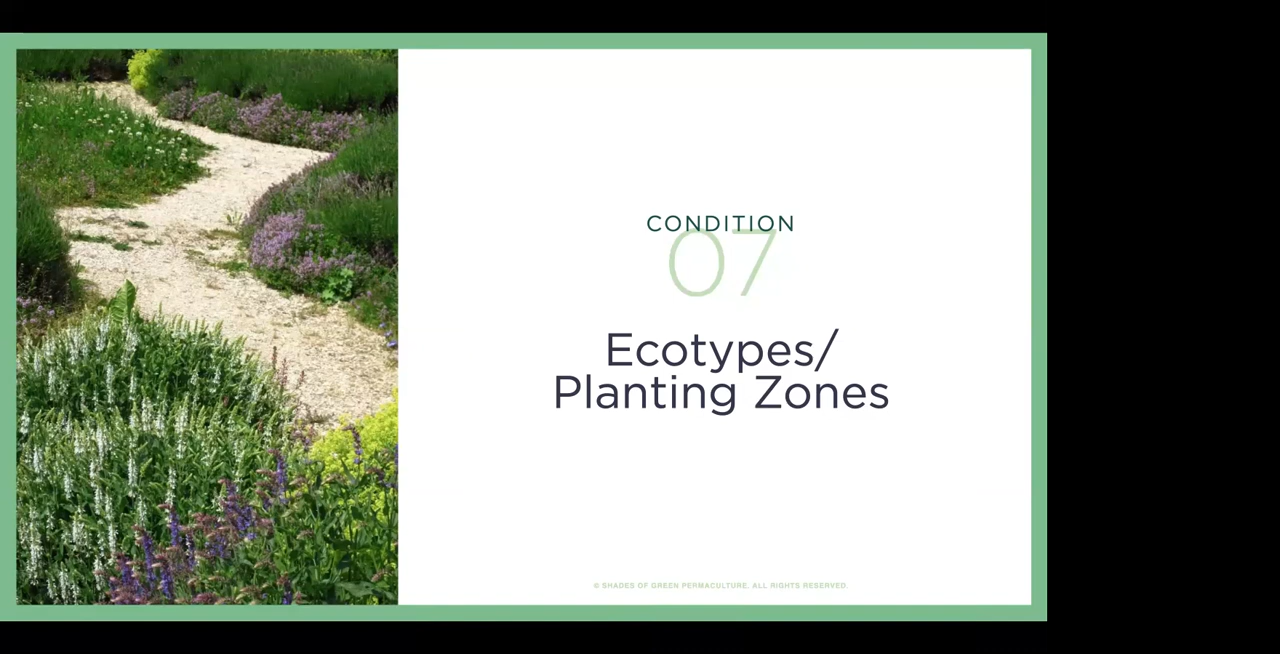 CONDITION
07
Ecotypes/
Planting Zones
© SHADES OF GREEN PERMACULTURE. ALL RIGHTS RESERVED.